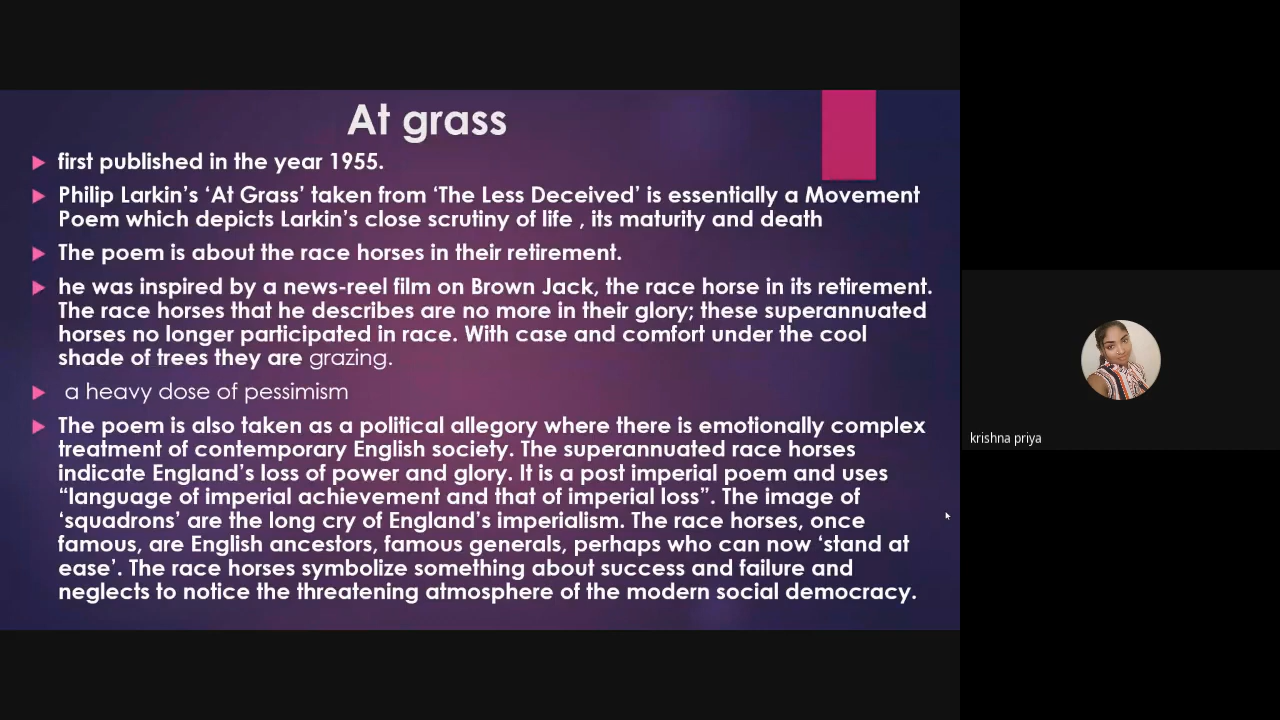 At grass
first published in the year 1955.
Philip Larkin's 'At Grass' taken from 'The Less Deceived' is essentially a Movement
Poem which depicts Larkin's close scrutiny of life , its maturity and death
The poem is about the race horses in their retirement.
he was inspired by a news-reel film on Brown Jack, the race horse in its retirement.
The race horses that he describes are no more in their glory; these superannuated
horses no longer participated in race. With case and comfort under the cool
shade of trees they are grazing.
a heavy dose of pessimism
The poem is also taken as a political allegory where there is emotionally complex
treatment of contemporary English society. The superannuated race horses
indicate England's loss of power and glory. It is a post imperial poem and uses
“language of imperial achievement and that of imperial loss”. The image of
‘squadrons’ are the long cry of England's imperialism. The race horses, once
famous, are English ancestors, famous generals, perhaps who can now ‘stand at
ease’. The race horses symbolize something about success and failure and
neglects to notice the threatening atmosphere of the modern social democracy.
krishna priya